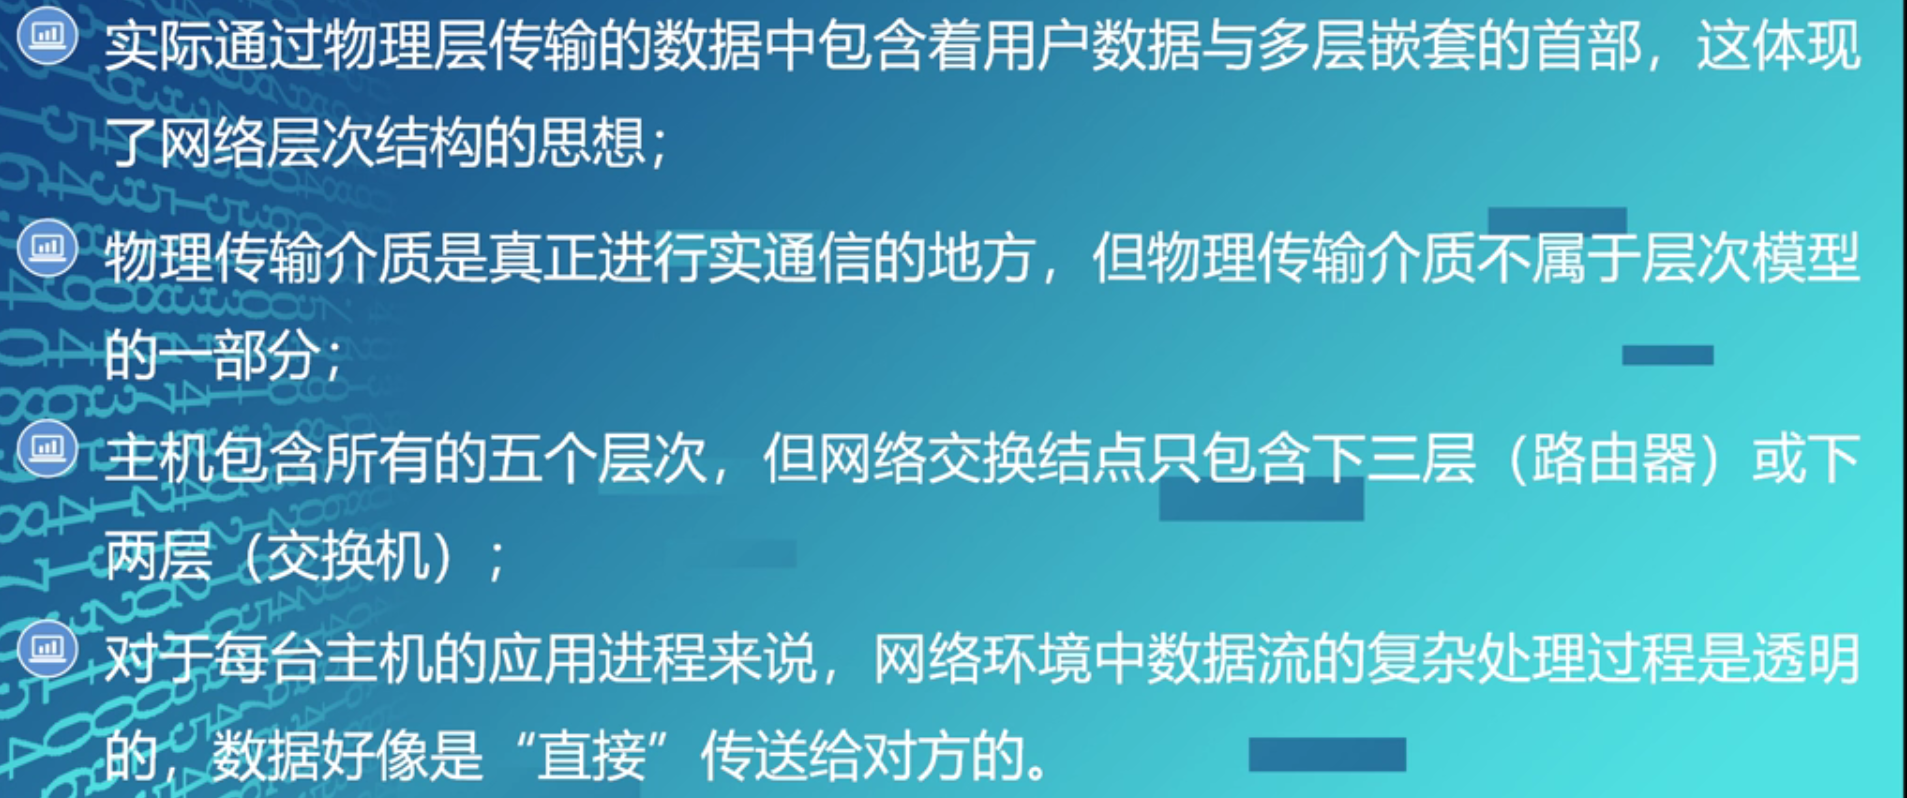 实际通过物理层传输的数据中包含着用户数据与多层嵌套的首部，这体现
了网络层次结构的思想；
物理传输介质是真正进行实通信的地方，但物理传输介质不属于层次模型
的一部分；
主机包含所有的五个层次，但网络交换结点只包含下三层（路由器）或下
两层（交换机）；
对于每台主机的应用进程来说，网络环境中数据流的复杂处理过程是透明
的，数据好像是“直接”传送给对方的。